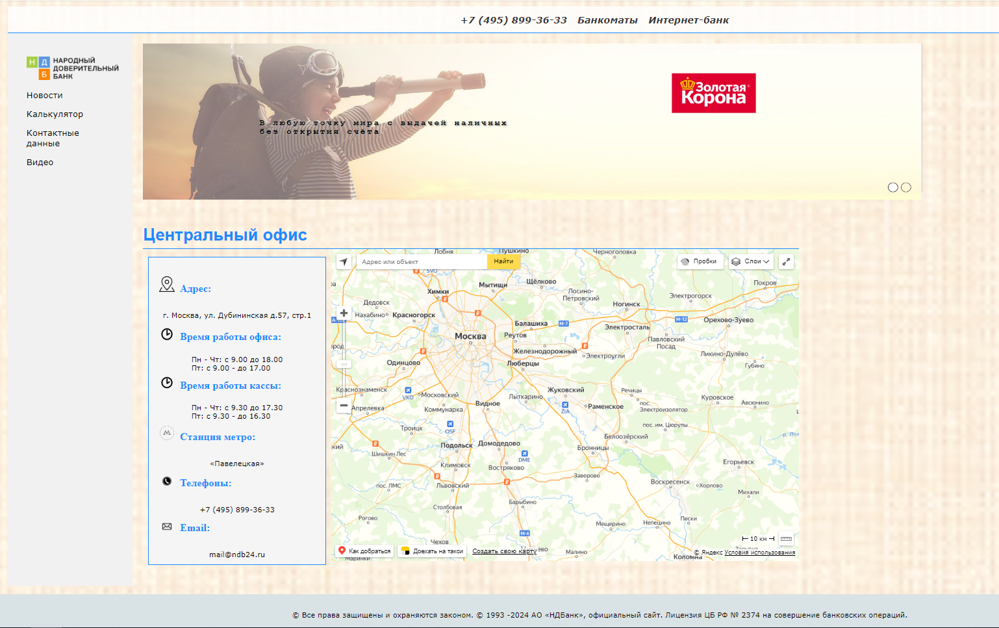 +7 (495) 899-36-33 Банкоматы Интернет-банк
Н Д Б
НАРОДНЫЙ
ДОВЕРИТЕЛЬНЫЙ
БАНК
Новости
Калькулятор
Контактные
данные
Видео
В любую точку мира с выдачей наличных
без открытия счёта
Золотая
Корона
Центральный офис
Адрес:
г. Москва, ул. Дубининская д.57, стр.1
Время работы офиса:
Пн - Чт: с 9.00 до 18.00
Пт: с 9.00 - до 17.00
Время работы кассы:
Пн - Чт: с 9.30 до 17.30
Пт: с 9.30 - до 16.30
Станция метро:
«Павелецкая»
Телефоны:
+7 (495) 899-36-33
Email:
mail@ndb24.ru
Лобня
Пушкино
Черноголовка
Адрес или объект
Найти
Пробки
Слои
SVO
Мытищи
Щёлково
Покров
Химки
Лосино-
Петровский
Электрогорск
Дедовск
Ногинск
Нахабино
Красногорск
Балашиха
М-7
М-12
Орехово-Зуево
Электросталь
Москва
Реутов
Павловский
Посад
Железнодорожный
Электроугли
Ликино-Дулёво
Одинцово
Люберцы
Губино
Краснознаменск
VKO
Московский
Жуковский
Речицы
Куровское
Лыткарино
Авсюнино
Апрелевка
Коммунарка
Видное
ZIA
Раменское
пос.
Электроизолятор
Троицк
OSF
пос. им. Цюрупы
Белоозёрский
Подольск
Домодедово
Бронницы
Шишкин Лес
DME
Климовск
Востряково
Егорьевск
Заворово
Воскресенск
Хорлово
пос. ЛМС
Львовский
Михали
Столбовая
Барыбино
Рогово
Мещерино
Непецино
Пески
М-4
10 км
Чехов
Как добраться
Доехать на такси
Создать свою карту
Малино
Коломна
© Яндекс Условия использования
Маринки
© Все права защищены и охраняются законом. © 1993 -2024 АО «НДБанк», официальный сайт. Лицензия ЦБ РФ № 2374 на совершение банковских операций.